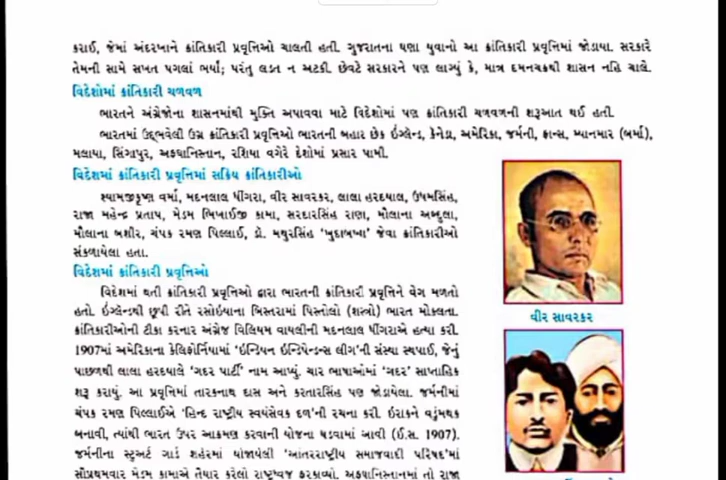 કરાઈ, જેમાં અંદરખાને ક્રાંતિકારી પ્રવૃત્તિઓ ચાલતી હતી. ગુજરાતના ઘણા યુવાનો આ ક્રાંતિકારી પ્રવૃત્તિમાં જોડાયા. સરકારે
તેમની સામે સખત પગલાં ભર્યાં; પરંતુ લડત ન અટકી. છેવટે સરકારને પણ લાગ્યું કે, માત્ર દમનચક્રથી શાસન નહિ ચાલે.
વિદેશોમાં ક્રાંતિકારી ચળવળ
ભારતને અંગ્રેજોના શાસનમાંથી મુક્તિ અપાવવા માટે વિદેશોમાં પણ ક્રાંતિકારી ચળવળની શરૂઆત થઈ હતી.
ભારતમાં ઉદ્ભવેલી ઉગ્ર ક્રાંતિકારી પ્રવૃત્તિઓ ભારતની બહાર છેક ઇંગ્લેન્ડ, કેનેડા, અમેરિકા, જર્મની, ફ્રાન્સ, મ્યાનમાર (બર્મા),
મલાયા, સિંગાપુર, અફઘાનિસ્તાન, રશિયા વગેરે દેશોમાં પ્રસાર પામી.
વિદેશમાં ક્રાંતિકારી પ્રવૃત્તિમાં સક્રિય ક્રાંતિકારીઓ
શ્યામજીકૃષ્ણ વર્મા, મદનલાલ ધીંગરા, વીર સાવરકર, લાલા હરદયાલ, ઉધમસિંહ,
રાજા મહેન્દ્ર પ્રતાપ, મેડમ ભિખાઈજી કામા, સરદારસિંહ રાણા, મૌલાના અબ્દુલા,
મૌલાના બશીર, ચંપક રમણ પિલ્લાઈ, ડૉ. મથુરસિંહ 'ખુદાબખ્શ' જેવા ક્રાંતિકારીઓ
સંકળાયેલા હતા.
વિદેશમાં ક્રાંતિકારી પ્રવૃત્તિઓ
વિદેશમાં થતી ક્રાંતિકારી પ્રવૃત્તિઓ દ્વારા ભારતની ક્રાંતિકારી પ્રવૃત્તિને વેગ મળતો
હતો. ઇંગ્લેન્ડથી છૂપી રીતે રસોઇયાના બિસ્તરામાં પિસ્તોલો (શસ્ત્રો) ભારત મોકલતા.
ક્રાંતિકારીઓની ટીકા કરનાર અંગ્રેજ વિલિયમ વાયલીની મદનલાલ ધીંગરાએ હત્યા કરી.
1907માં અમેરિકાના કેલિફોર્નિયામાં 'ઇન્ડિયન ઇન્ડિપેન્ડન્સ લીગ'ની સંસ્થા સ્થપાઈ, જેનું
પાછળથી લાલા હરદયાલે 'ગદર પાર્ટી' નામ આપ્યું. ચાર ભાષાઓમાં 'ગદર' સાપ્તાહિક
શરૂ કરાયું. આ પ્રવૃત્તિમાં તારકનાથ દાસ અને કરતારસિંહ પણ જોડાયેલા. જર્મનીમાં
ચંપક રમણ પિલ્લાઈએ 'હિન્દ રાષ્ટ્રીય સ્વયંસેવક દળ'ની રચના કરી. ઇરાકને વડુંમથક
બનાવી, ત્યાંથી ભારત ઉપર આક્રમણ કરવાની યોજના ઘડવામાં આવી (ઈ.સ. 1907).
જર્મનીના સ્ટુઅર્ટ ગાર્ડ શહેરમાં યોજાયેલી 'આંતરરાષ્ટ્રીય સમાજવાદી પરિષદ'માં
સૌપ્રથમવાર મેડમ કામાએ તૈયાર કરેલો રાષ્ટ્રધ્વજ ફરકાવ્યો. અફઘાનિસ્તાનમાં તો રાજા
વીર સાવરકર